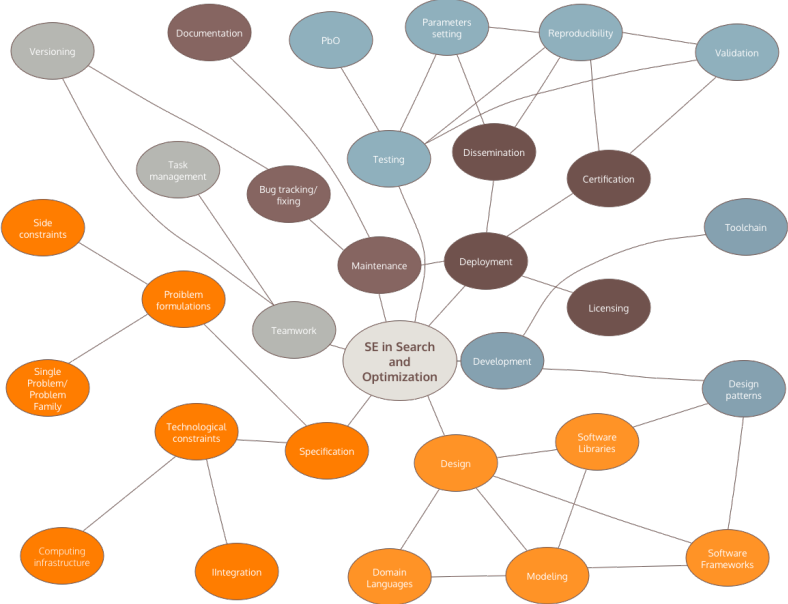 Versioning
Documentation
PbO
Parameters
setting
Reproducibility
Validation
Testing
Dissemination
Task
management
Bug tracking/
fixing
Certification
Side
constraints
Toolchain
Maintenance
Deployment
Proiblem
formulations
Licensing
Teamwork
SE in Search
and
Optimization
Development
Single
Problem/
Problem
Family
Design
patterns
Technological
constraints
Specification
Software
Libraries
Design
Computing
infrastructure
IIntegration
Domain
Languages
Modeling
Software
Frameworks